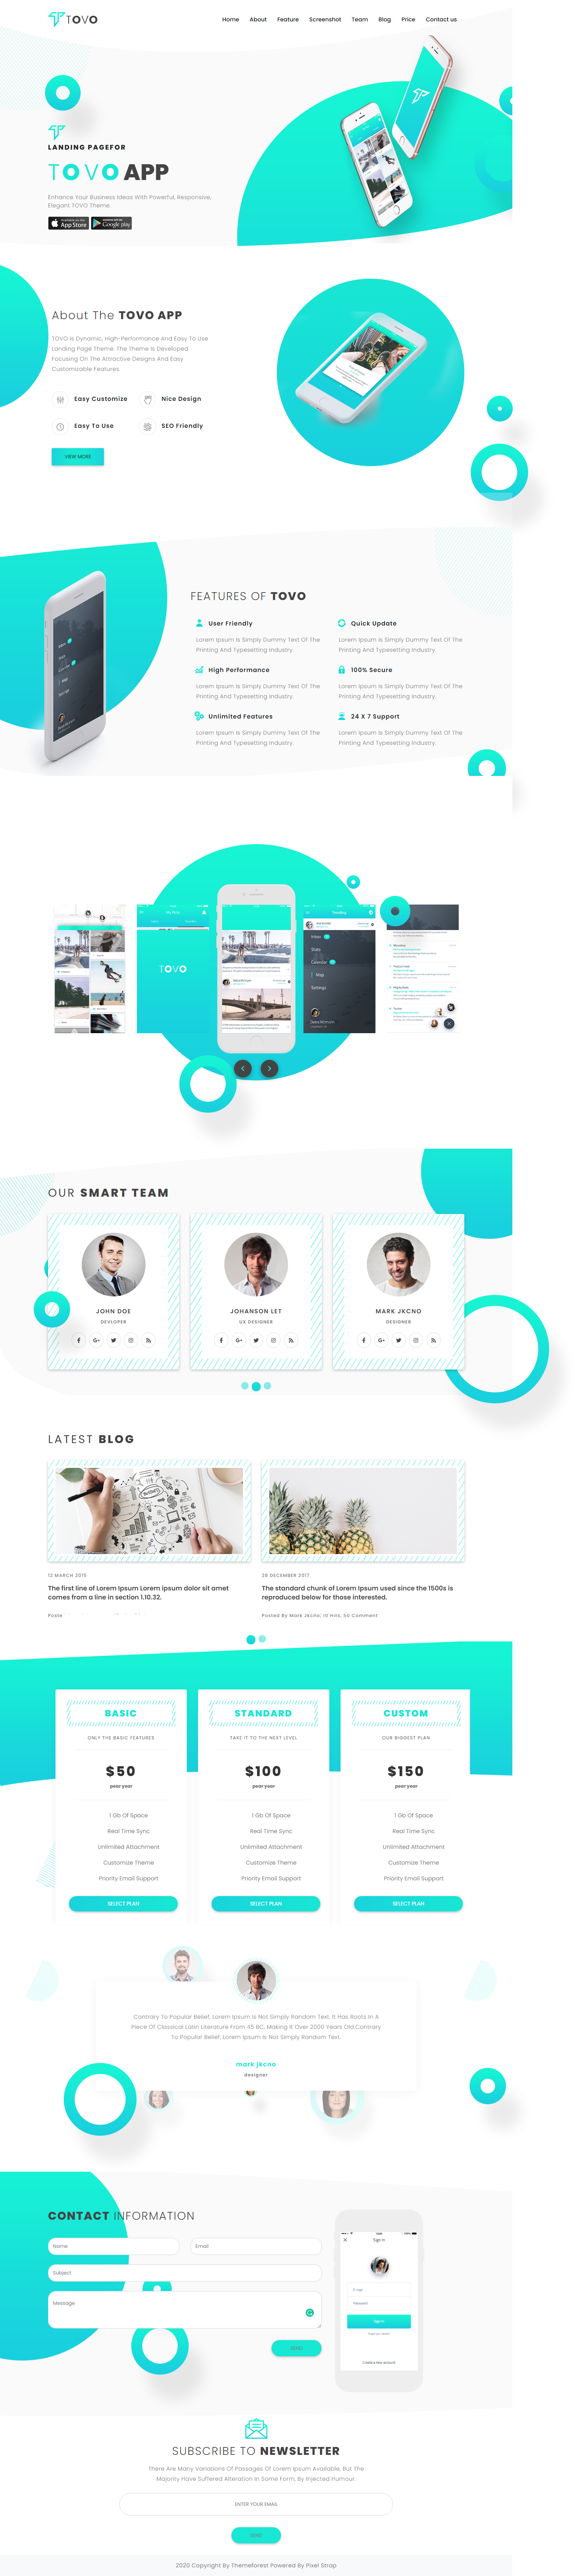 TOVO
Home About Feature Screenshot Team Blog Price Contact us
LANDING PAGEFOR
TOVO APP
Enhance Your Business Ideas With Powerful, Responsive,
Elegant TOVO Theme.
App Store
Google play
About The TOVO APP
TOVO Is Dynamic, High-Performance And Easy To Use
Landing Page Theme. The Theme Is Developed
Focusing On The Attractive Designs And Easy
Customizable Features.
Easy Customize Nice Design
Easy To Use SEO Friendly
VIEW MORE
FEATURES OF TOVO
User Friendly
Lorem Ipsum Is Simply Dummy Text Of The
Printing And Typesetting Industry.
Quick Update
Lorem Ipsum Is Simply Dummy Text Of The
Printing And Typesetting Industry.
High Performance
Lorem Ipsum Is Simply Dummy Text Of The
Printing And Typesetting Industry.
100% Secure
Lorem Ipsum Is Simply Dummy Text Of The
Printing And Typesetting Industry.
Unlimited Features
Lorem Ipsum Is Simply Dummy Text Of The
Printing And Typesetting Industry.
24 X 7 Support
Lorem Ipsum Is Simply Dummy Text Of The
Printing And Typesetting Industry.
TOVO
Trending
Inbox
Stats
Calendar
Map
Settings
OUR SMART TEAM
JOHN DOE
DEVLOPER
JOHANSON LET
UX DESIGNER
MARK JKCNO
DESIGNER
LATEST BLOG
12 MARCH 2015
The first line of Lorem Ipsum Lorem ipsum dolor sit amet
comes from a line in section 1.10.32.
Poste
28 DECEMBER 2017
The standard chunk of Lorem Ipsum used since the 1500s is
reproduced below for those interested.
Posted By Mark Jkcno, 10 Hits, 60 Comment
BASIC
ONLY THE BASIC FEATURES
$50
pear year
1 Gb Of Space
Real Time Sync
Unlimited Attachment
Customize Theme
Priority Email Support
SELECT PLAN
STANDARD
TAKE IT TO THE NEXT LEVEL
$100
pear year
1 Gb Of Space
Real Time Sync
Unlimited Attachment
Customize Theme
Priority Email Support
SELECT PLAN
CUSTOM
OUR BIGGEST PLAN
$150
pear year
1 Gb Of Space
Real Time Sync
Unlimited Attachment
Customize Theme
Priority Email Support
SELECT PLAN
Contrary To Popular Belief, Lorem Ipsum Is Not Simply Random Text. It Has Roots In A
Piece Of Classical Latin Literature From 45 BC, Making It Over 2000 Years Old.Contrary
To Popular Belief, Lorem Ipsum Is Not Simply Random Text.
mark jkcno
designer
CONTACT INFORMATION
Name
Email
Subject
Message
SEND
Sign In
E-mail
Password
Sign In
Create a new account
SUBSCRIBE TO NEWSLETTER
There Are Many Variations Of Passages Of Lorem Ipsum Available, But The
Majority Have Suffered Alteration In Some Form, By Injected Humour.
ENTER YOUR EMAIL
SEND
2020 Copyright By Themeforest Powered By Pixel Strap